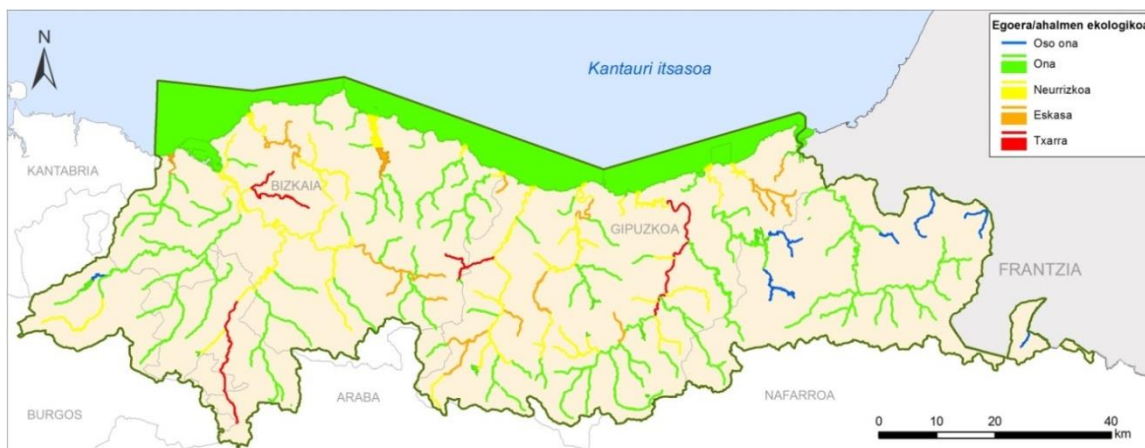 N
Kantauri itsasoa
Egoera/ahalmen ekologikoa
Oso ona
Ona
Neurrizkoa
Eskasa
Txarra
KANTABRIA
BIZKAIA
GIPUZKOA
FRANTZIA
ARABA
NAFARROA
BURGOS
0 10 20 40
km